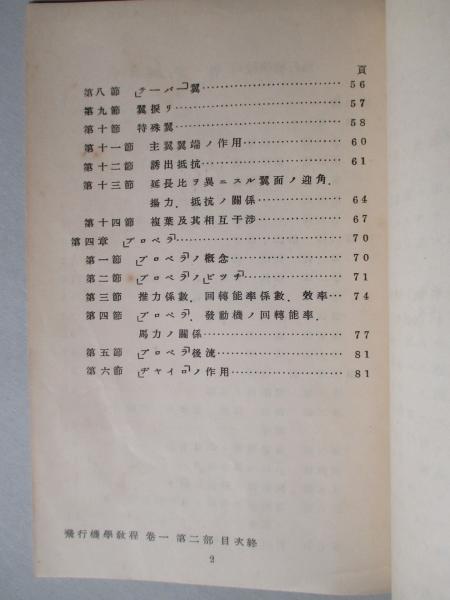 頁
第八節 「テーパー」翼 …… 56
第九節 翼捩リ …… 57
第十節 特殊翼 …… 58
第十一節 主翼翼端ノ作用 …… 60
第十二節 誘出抵抗 …… 61
第十三節 延長比ヲ異ニスル翼面ノ迎角．
揚力．抵抗ノ關係 …… 64
第十四節 複葉及其相互干渉 …… 67
第四章 「プロペラ」 …… 70
第一節 「プロペラ」ノ概念 …… 70
第二節 「プロペラ」ノ「ピッチ」 …… 71
第三節 推力係數．回轉能率係數．效率 … 74
第四節 「プロペラ」．發動機ノ回轉能率．
馬力ノ關係 …… 77
第五節 「プロペラ」後流 …… 81
第六節 「ヂャイロ」ノ作用 …… 81
飛行機學敎程 卷一 第二部 目次終
2